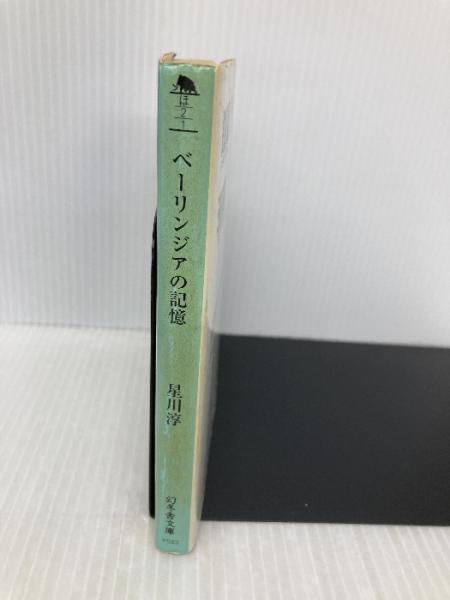 ほ
2
1
ベーリンジアの記憶
星川淳
幻冬舎文庫